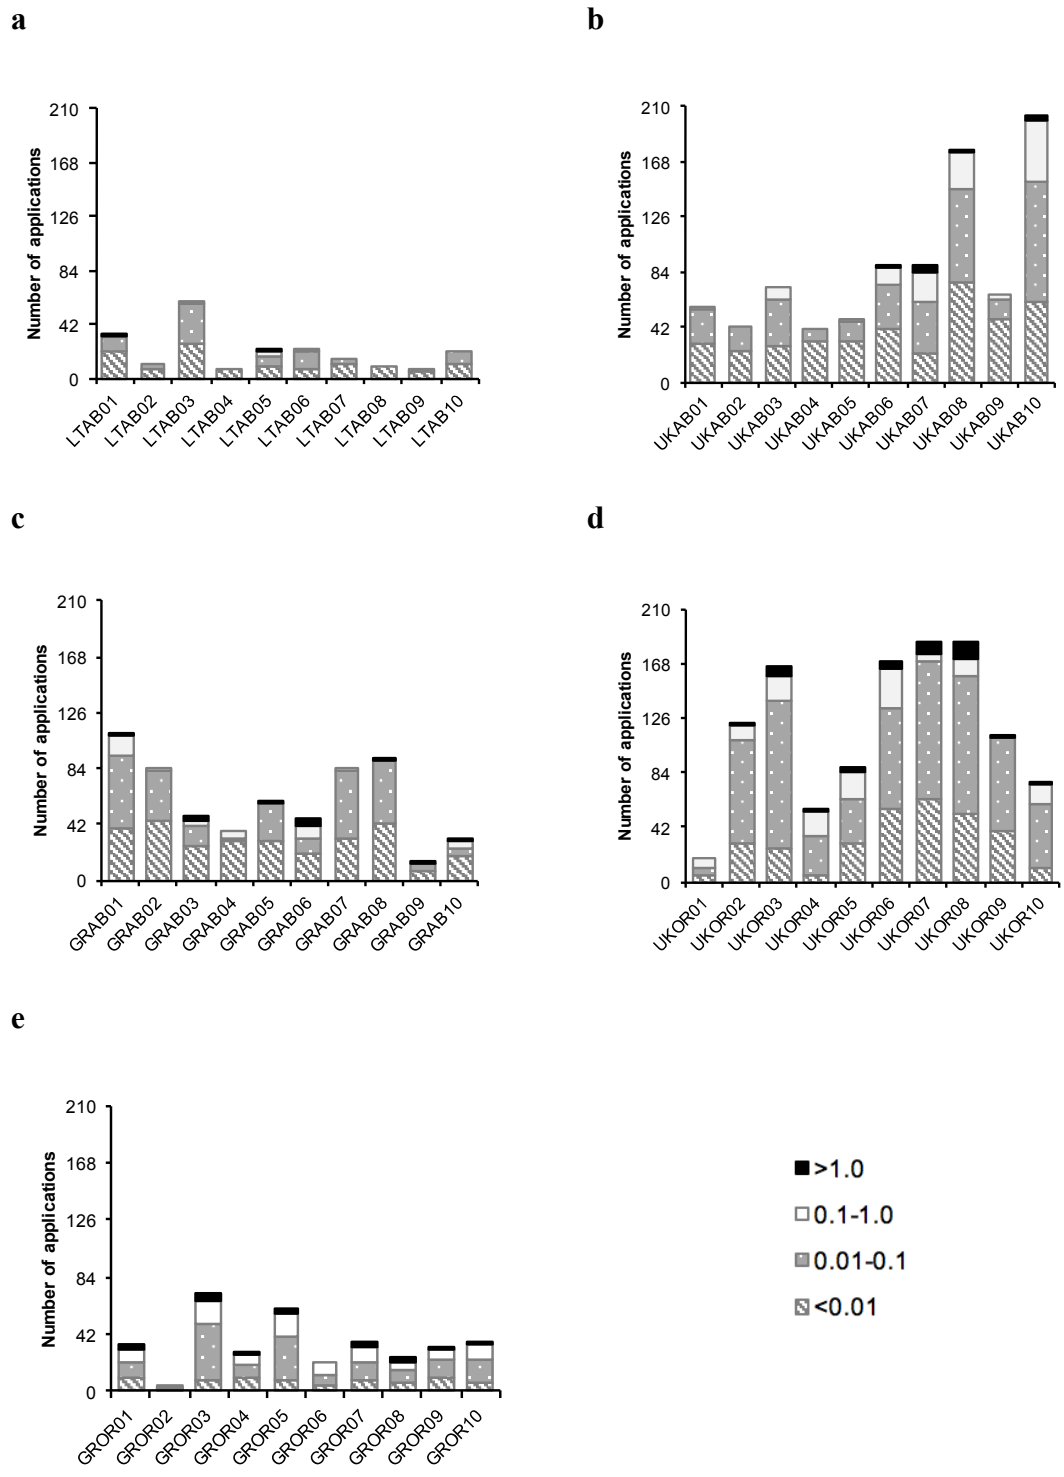 a
b
210
168
126
84
42
0
Number of applications
LTAB01
LTAB02
LTAB03
LTAB04
LTAB05
LTAB06
LTAB07
LTAB08
LTAB09
LTAB10
210
168
126
84
42
0
Number of applications
UKAB01
UKAB02
UKAB03
UKAB04
UKAB05
UKAB06
UKAB07
UKAB08
UKAB09
UKAB10
c
d
210
168
126
84
42
0
Number of applications
GRAB01
GRAB02
GRAB03
GRAB04
GRAB05
GRAB06
GRAB07
GRAB08
GRAB09
GRAB10
210
168
126
84
42
0
Number of applications
UKOR01
UKOR02
UKOR03
UKOR04
UKOR05
UKOR06
UKOR07
UKOR08
UKOR09
UKOR10
e
210
168
126
84
42
0
Number of applications
GROR01
GROR02
GROR03
GROR04
GROR05
GROR06
GROR07
GROR08
GROR09
GROR10
>1.0
0.1-1.0
0.01-0.1
<0.01